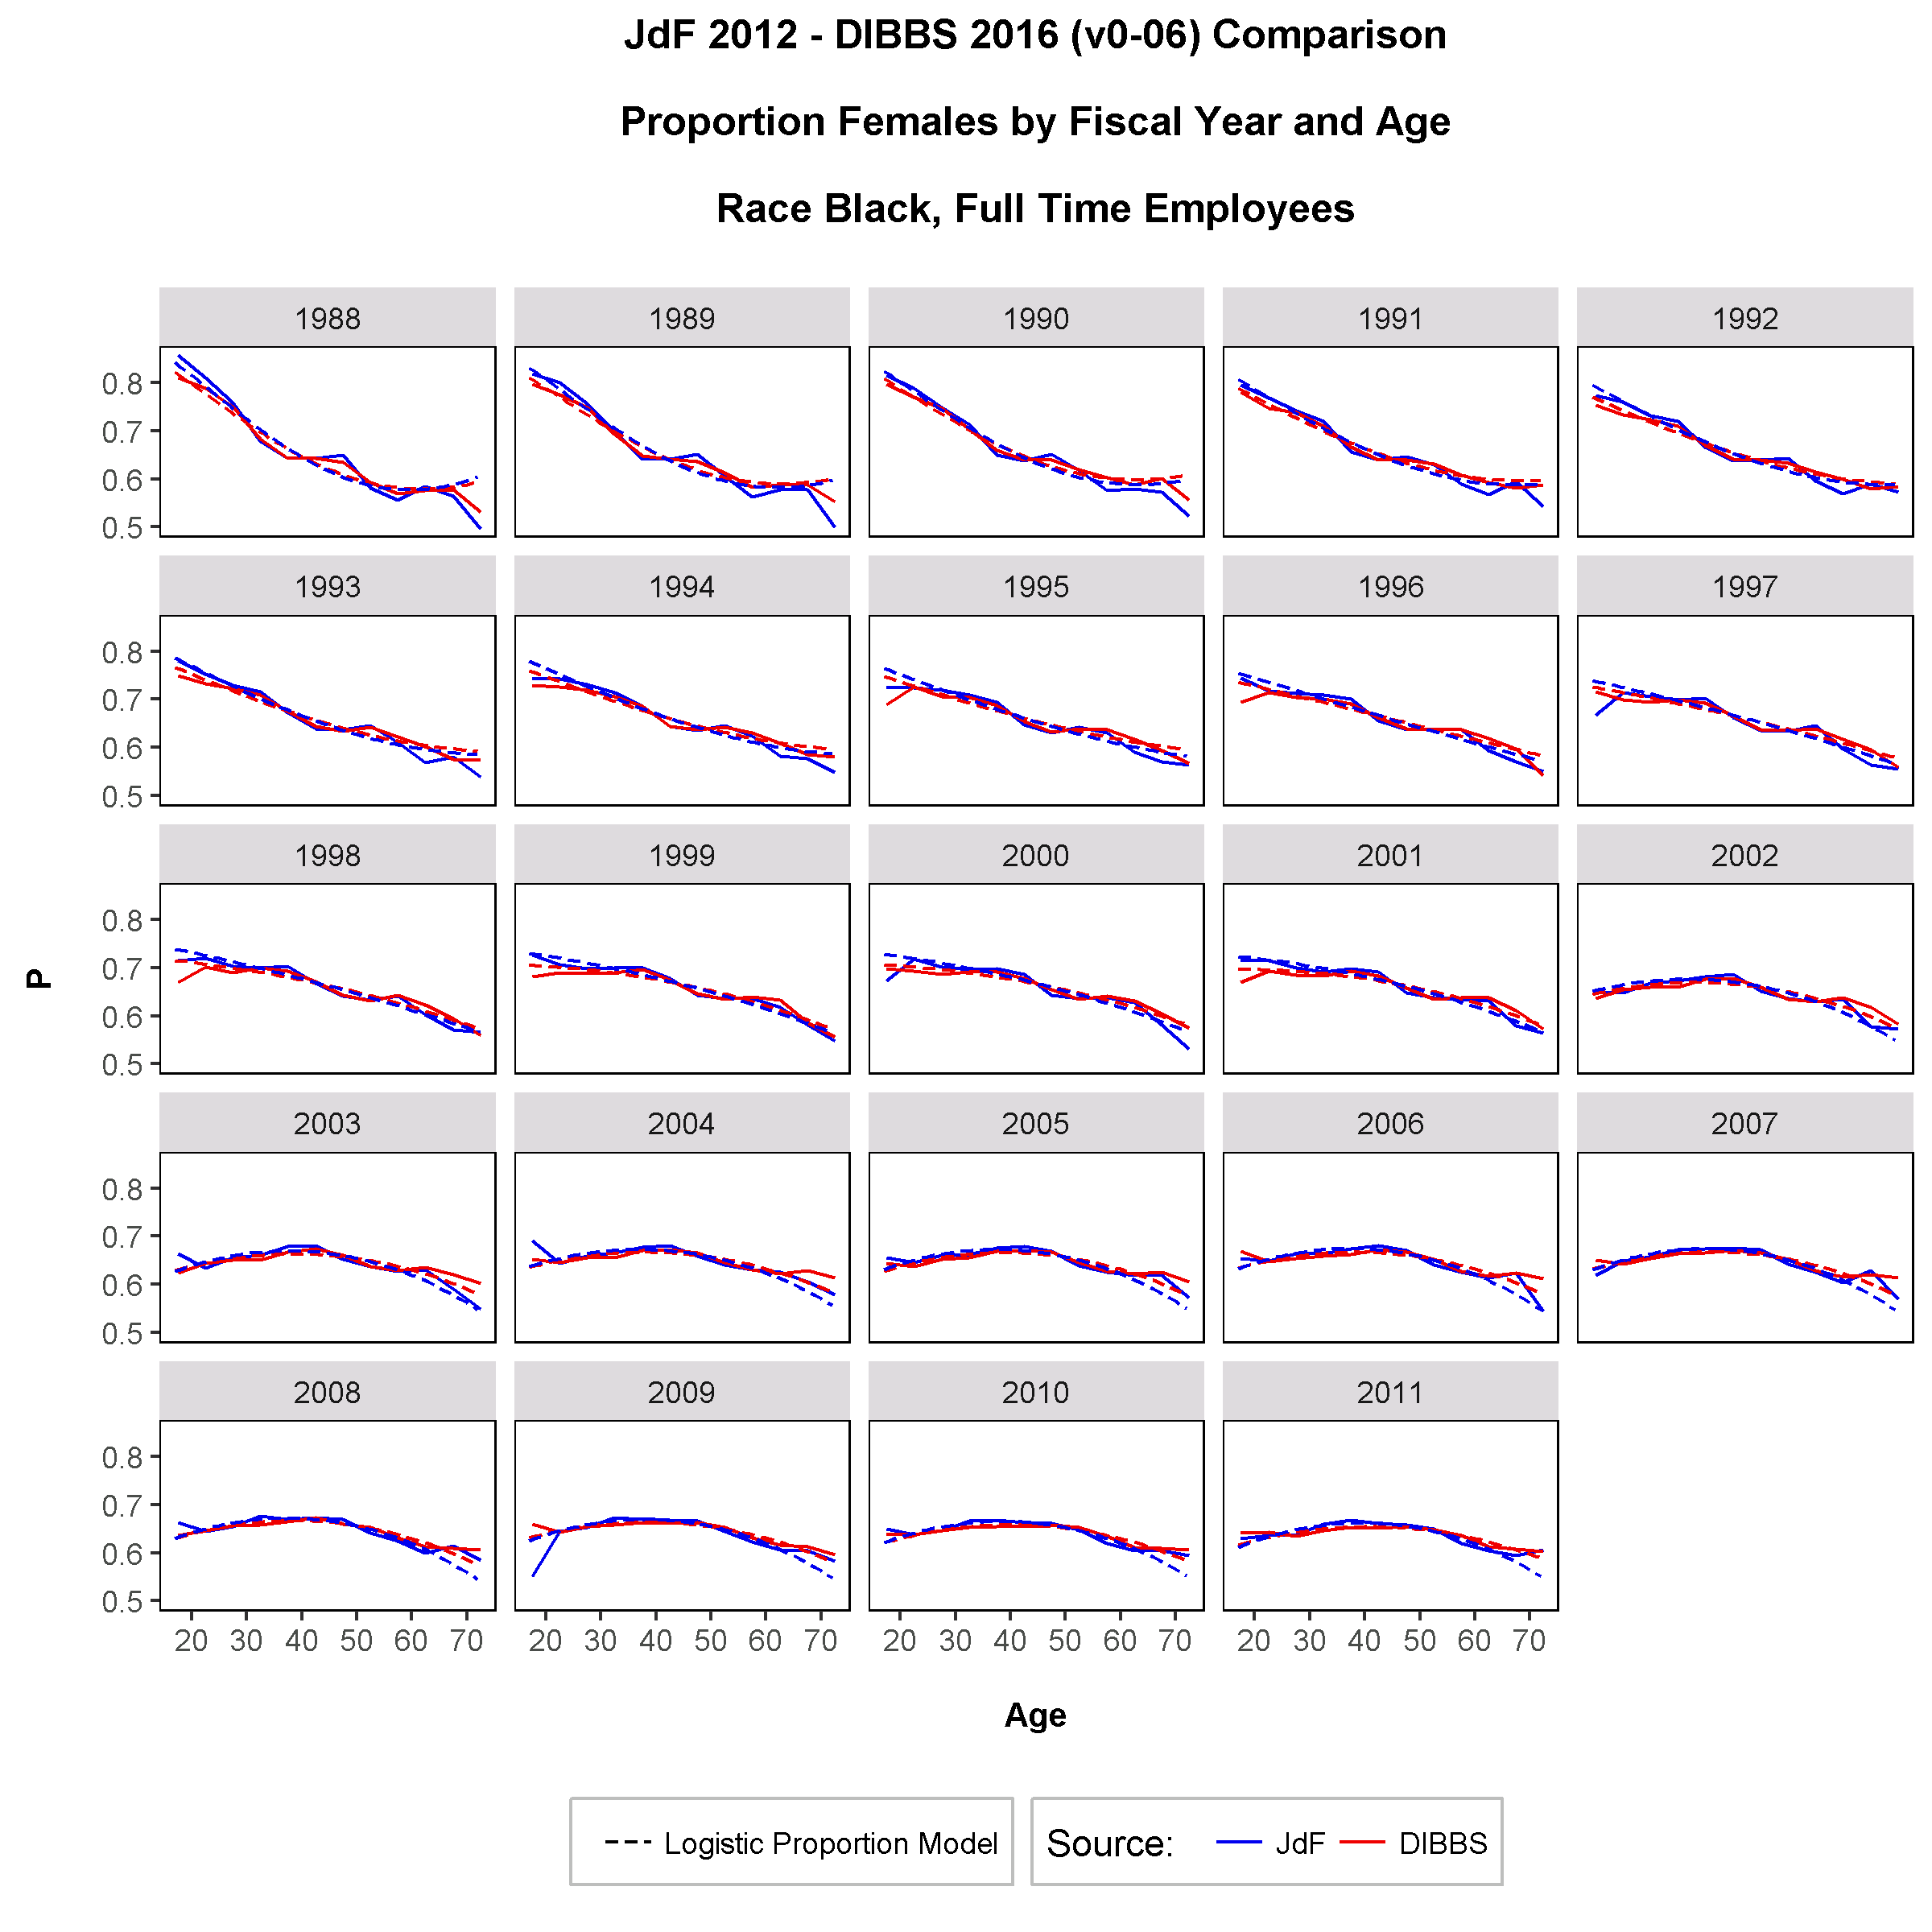 JdF 2012 - DIBBS 2016 (v0-06) Comparison
Proportion Females by Fiscal Year and Age
Race Black, Full Time Employees
1988 1989 1990 1991 1992
0.8
0.7
0.6
0.5
1993 1994 1995 1996 1997
0.8
0.7
0.6
0.5
1998 1999 2000 2001 2002
0.8
0.7
0.6
0.5
P
2003 2004 2005 2006 2007
0.8
0.7
0.6
0.5
2008 2009 2010 2011
0.8
0.7
0.6
0.5
20 30 40 50 60 70 20 30 40 50 60 70 20 30 40 50 60 70 20 30 40 50 60 70
Age
Logistic Proportion Model Source: JdF DIBBS